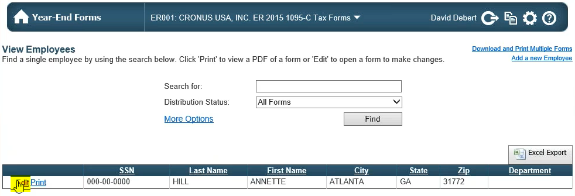 Year-End Forms ER001: CRONUS USA, INC. ER 2015 1095-C Tax Forms David Debert
View Employees
Download and Print Multiple Forms
Find a single employee by using the search below. Click 'Print' to view a PDF of a form or 'Edit' to open a form to make changes.
Add a new Employee
Search for:
Distribution Status: All Forms
More Options Find
Excel Export
SSN Last Name First Name City State Zip Department
Print 000-00-0000 HILL ANNETTE ATLANTA GA 31772